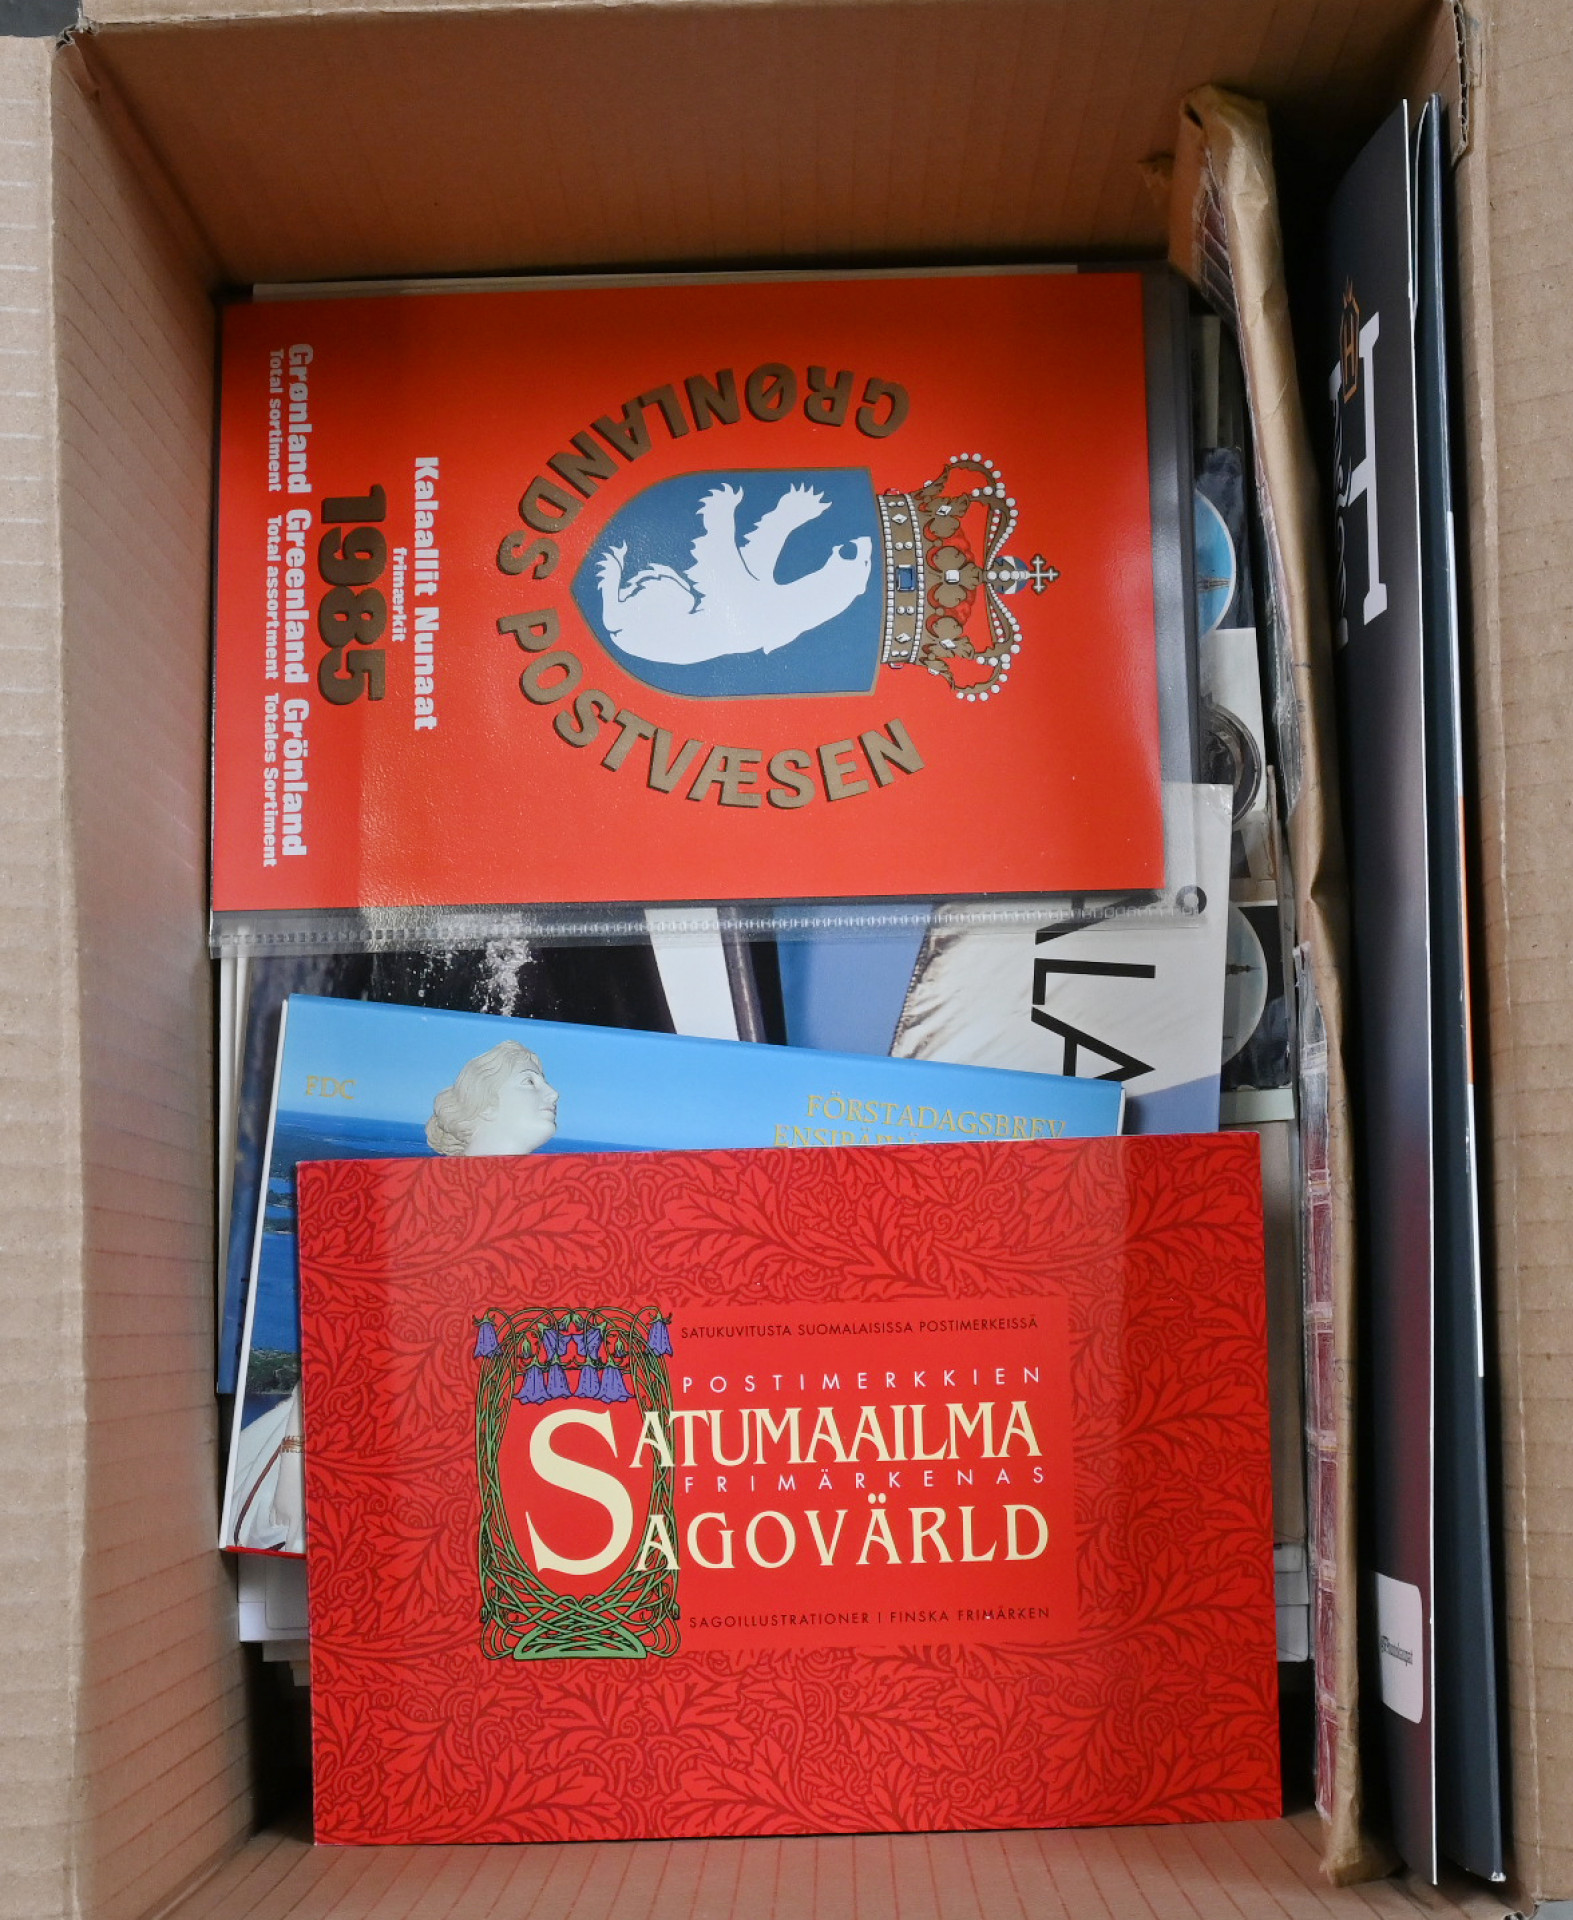 GRØNLANDS POSTVÆSEN
Kalaallit Nunaat
frimærkit
1985
Grønland Greenland Grönland
Total sortiment Total assortment Totales Sortiment
H
H
ÅLA
FDC
FÖRSTADAGSBREV
SATUKUVITUSTA SUOMALAISISSA POSTIMERKEISSÄ
POSTIMERKKIEN
SATUMAAILMA
FRIMÄRKENAS
SAGOVÄRLD
SAGOILLUSTRATIONER I FINSKA FRIMÄRKEN